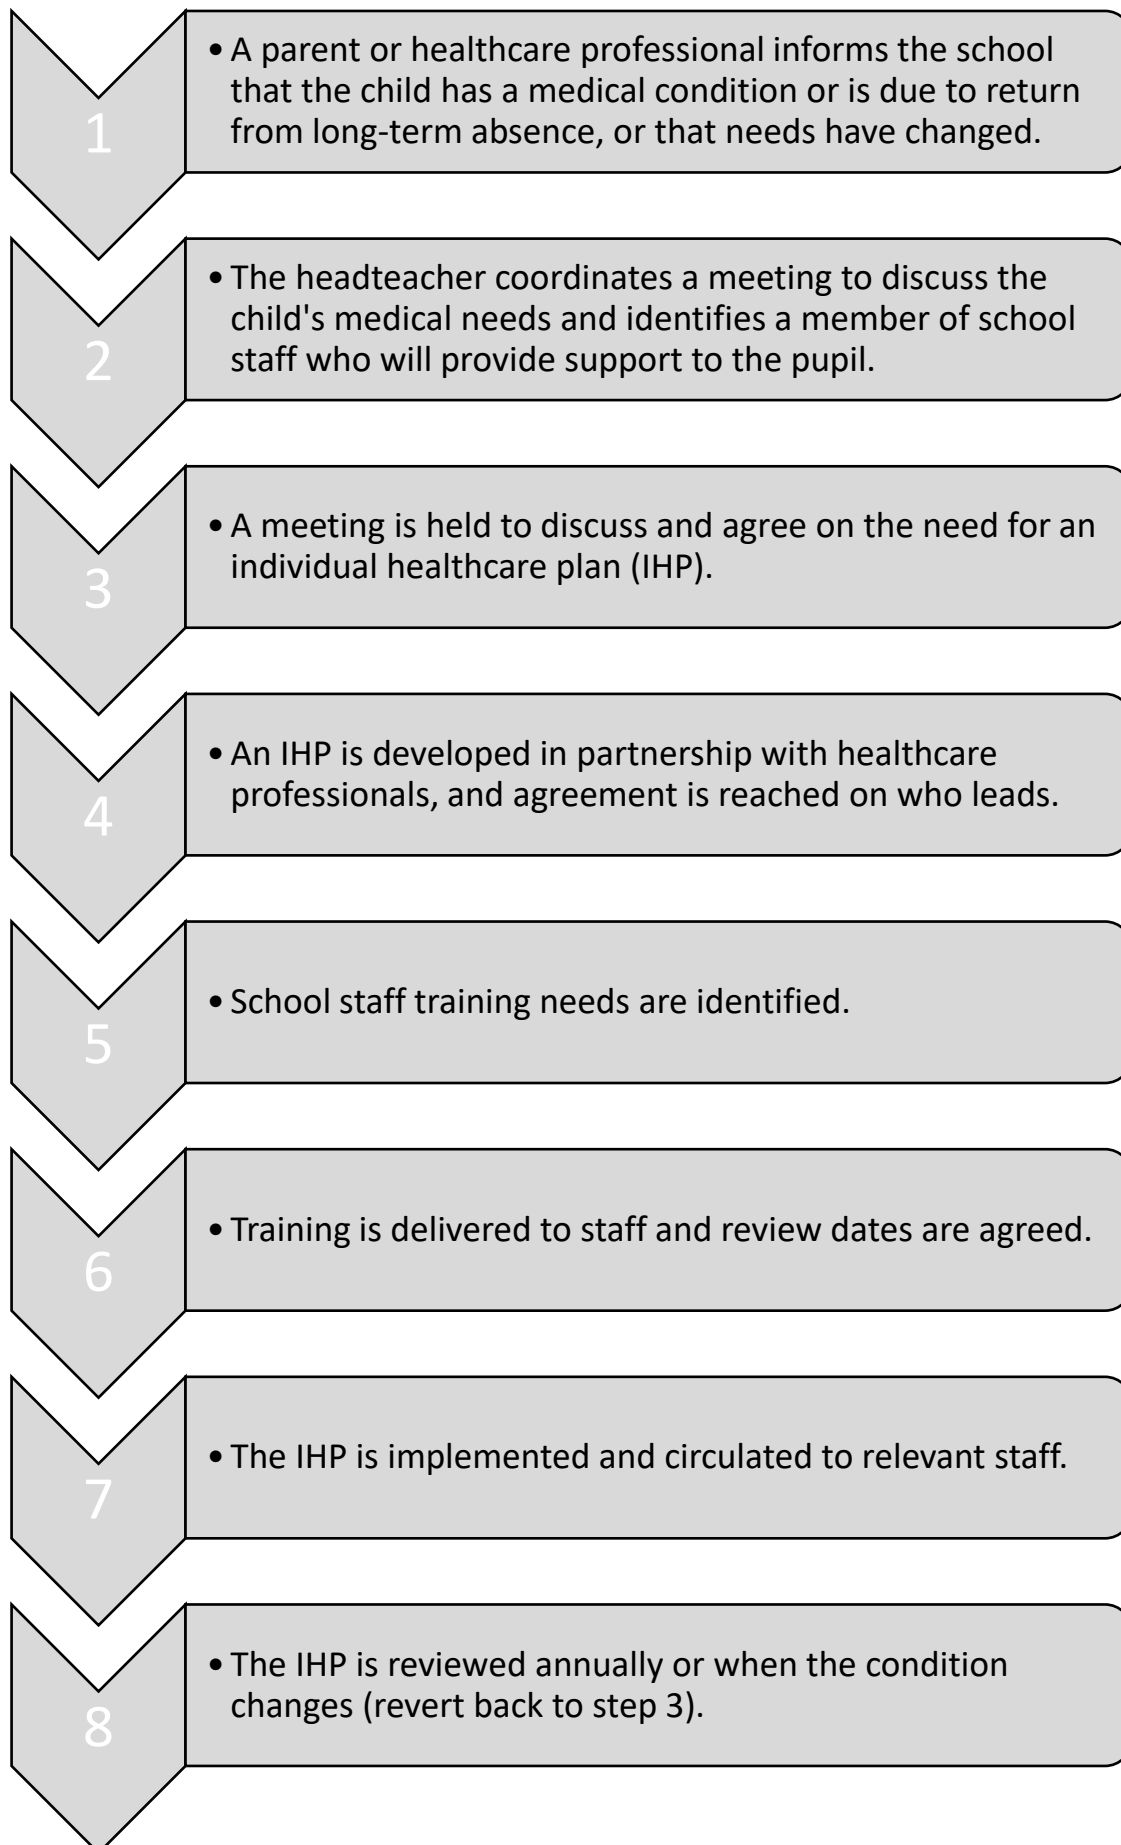 1
• A parent or healthcare professional informs the school
that the child has a medical condition or is due to return
from long-term absence, or that needs have changed.
2
• The headteacher coordinates a meeting to discuss the
child's medical needs and identifies a member of school
staff who will provide support to the pupil.
3
• A meeting is held to discuss and agree on the need for an
individual healthcare plan (IHP).
4
• An IHP is developed in partnership with healthcare
professionals, and agreement is reached on who leads.
5
• School staff training needs are identified.
6
• Training is delivered to staff and review dates are agreed.
7
• The IHP is implemented and circulated to relevant staff.
8
• The IHP is reviewed annually or when the condition
changes (revert back to step 3).